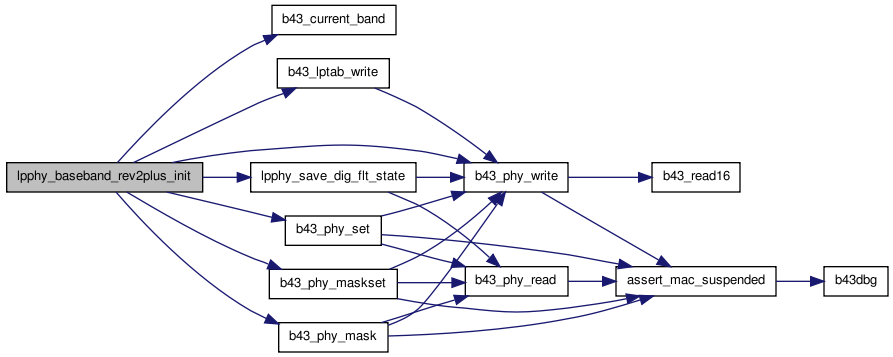 b43_current_band
b43_lptab_write
lpphy_baseband_rev2plus_init
lpphy_save_dig_flt_state
b43_phy_write
b43_read16
b43_phy_set
b43_phy_maskset
b43_phy_read
assert_mac_suspended
b43dbg
b43_phy_mask